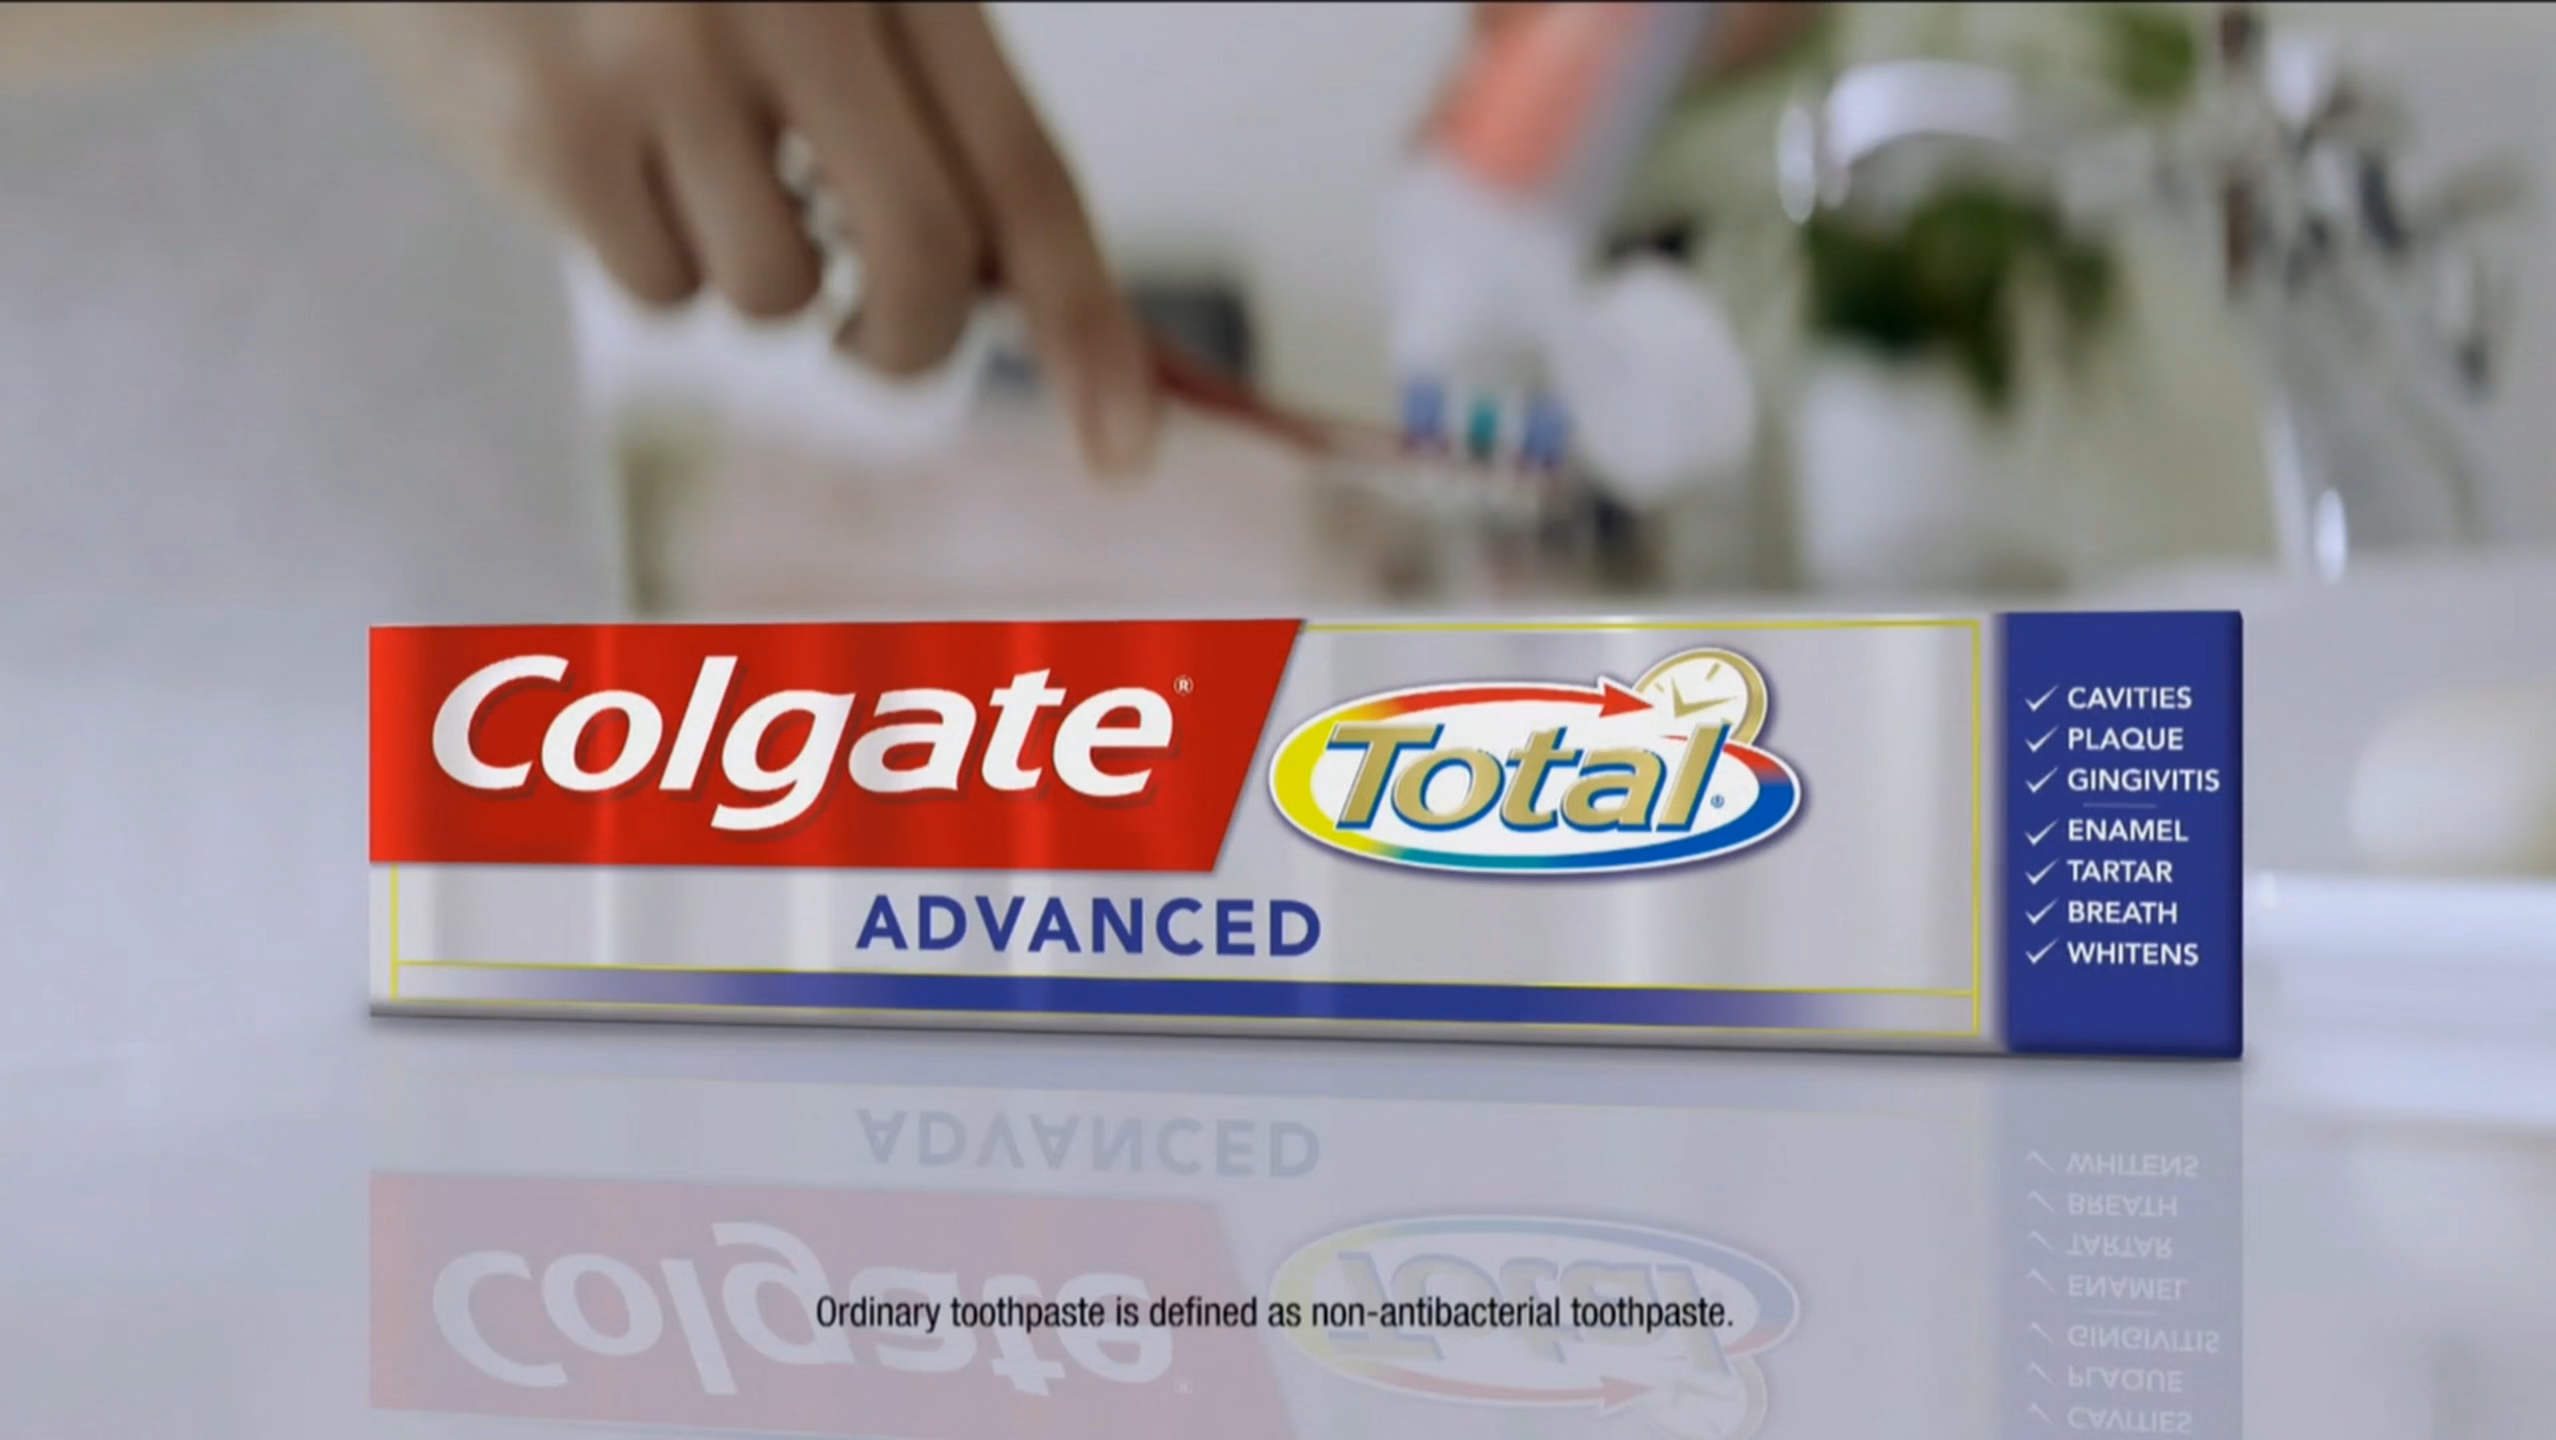 Colgate®
Total®
ADVANCED
✓ CAVITIES
✓ PLAQUE
✓ GINGIVITIS
✓ ENAMEL
✓ TARTAR
✓ BREATH
✓ WHITENS
Ordinary toothpaste is defined as non-antibacterial toothpaste.